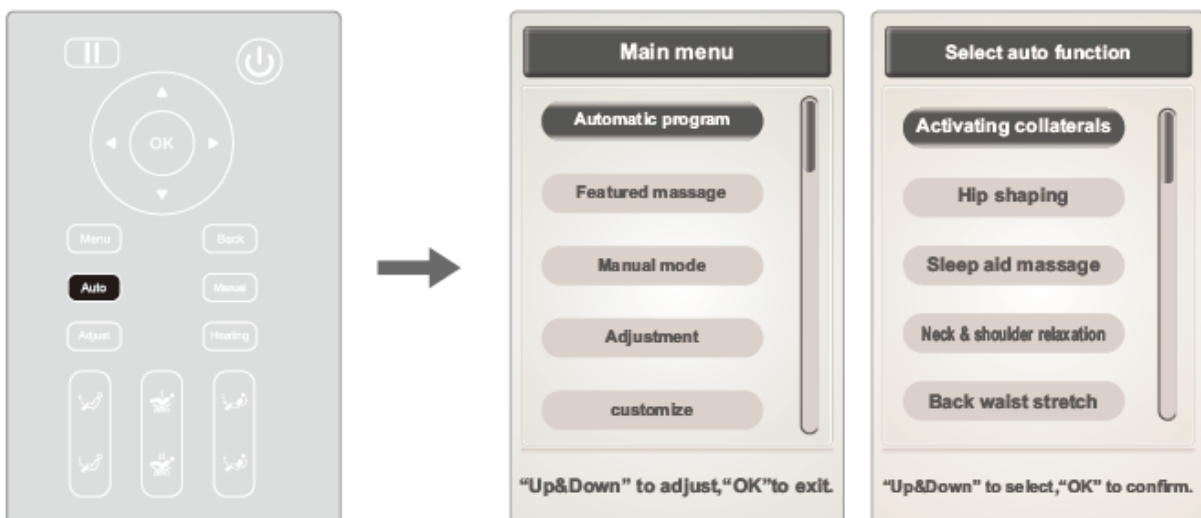 OK
Menu
Back
Auto
Manual
Adjust
Heating
Main menu
Automatic program
Featured massage
Manual mode
Adjustment
customize
“Up&Down” to adjust,“OK”to exit.
Select auto function
Activating collaterals
Hip shaping
Sleep aid massage
Neck & shoulder relaxation
Back waist stretch
“Up&Down” to select,“OK” to confirm.